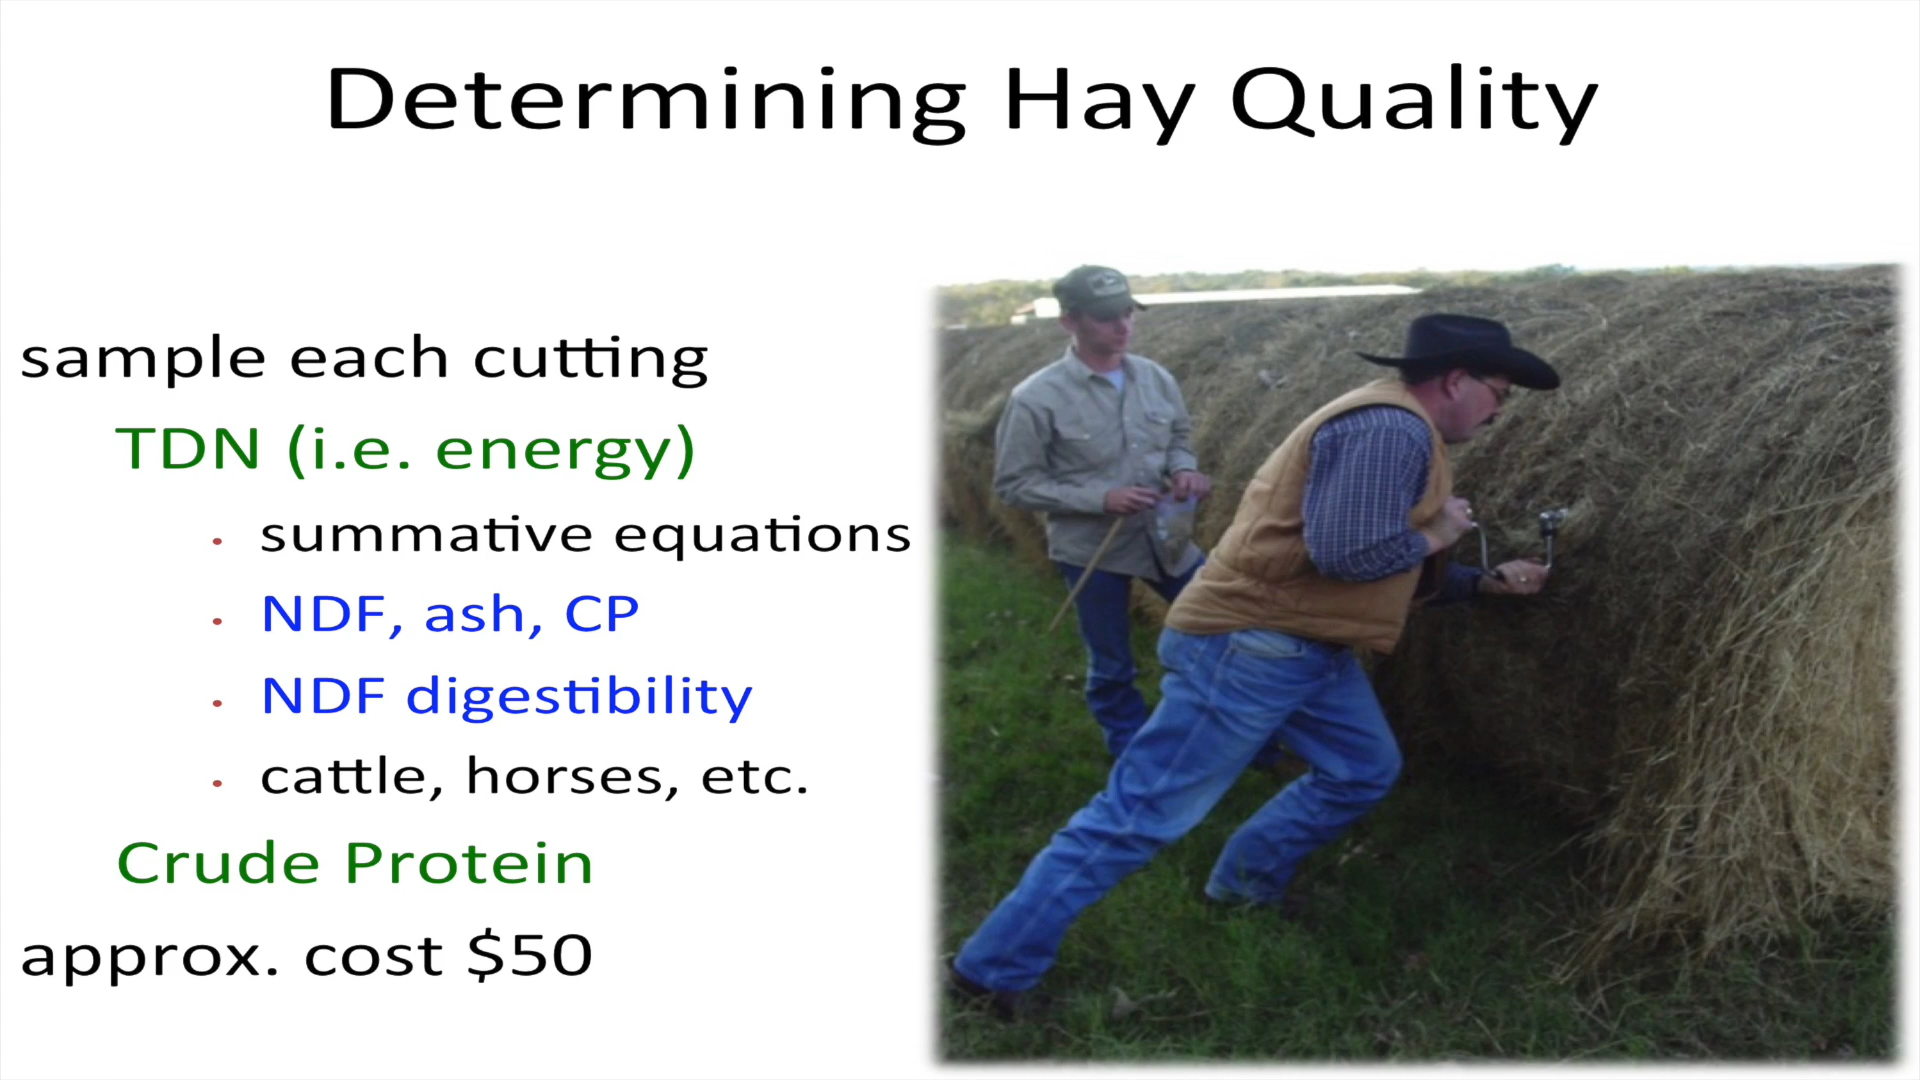 Determining Hay Quality
sample each cutting
TDN (i.e. energy)
• summative equations
• NDF, ash, CP
• NDF digestibility
• cattle, horses, etc.
Crude Protein
approx. cost $50